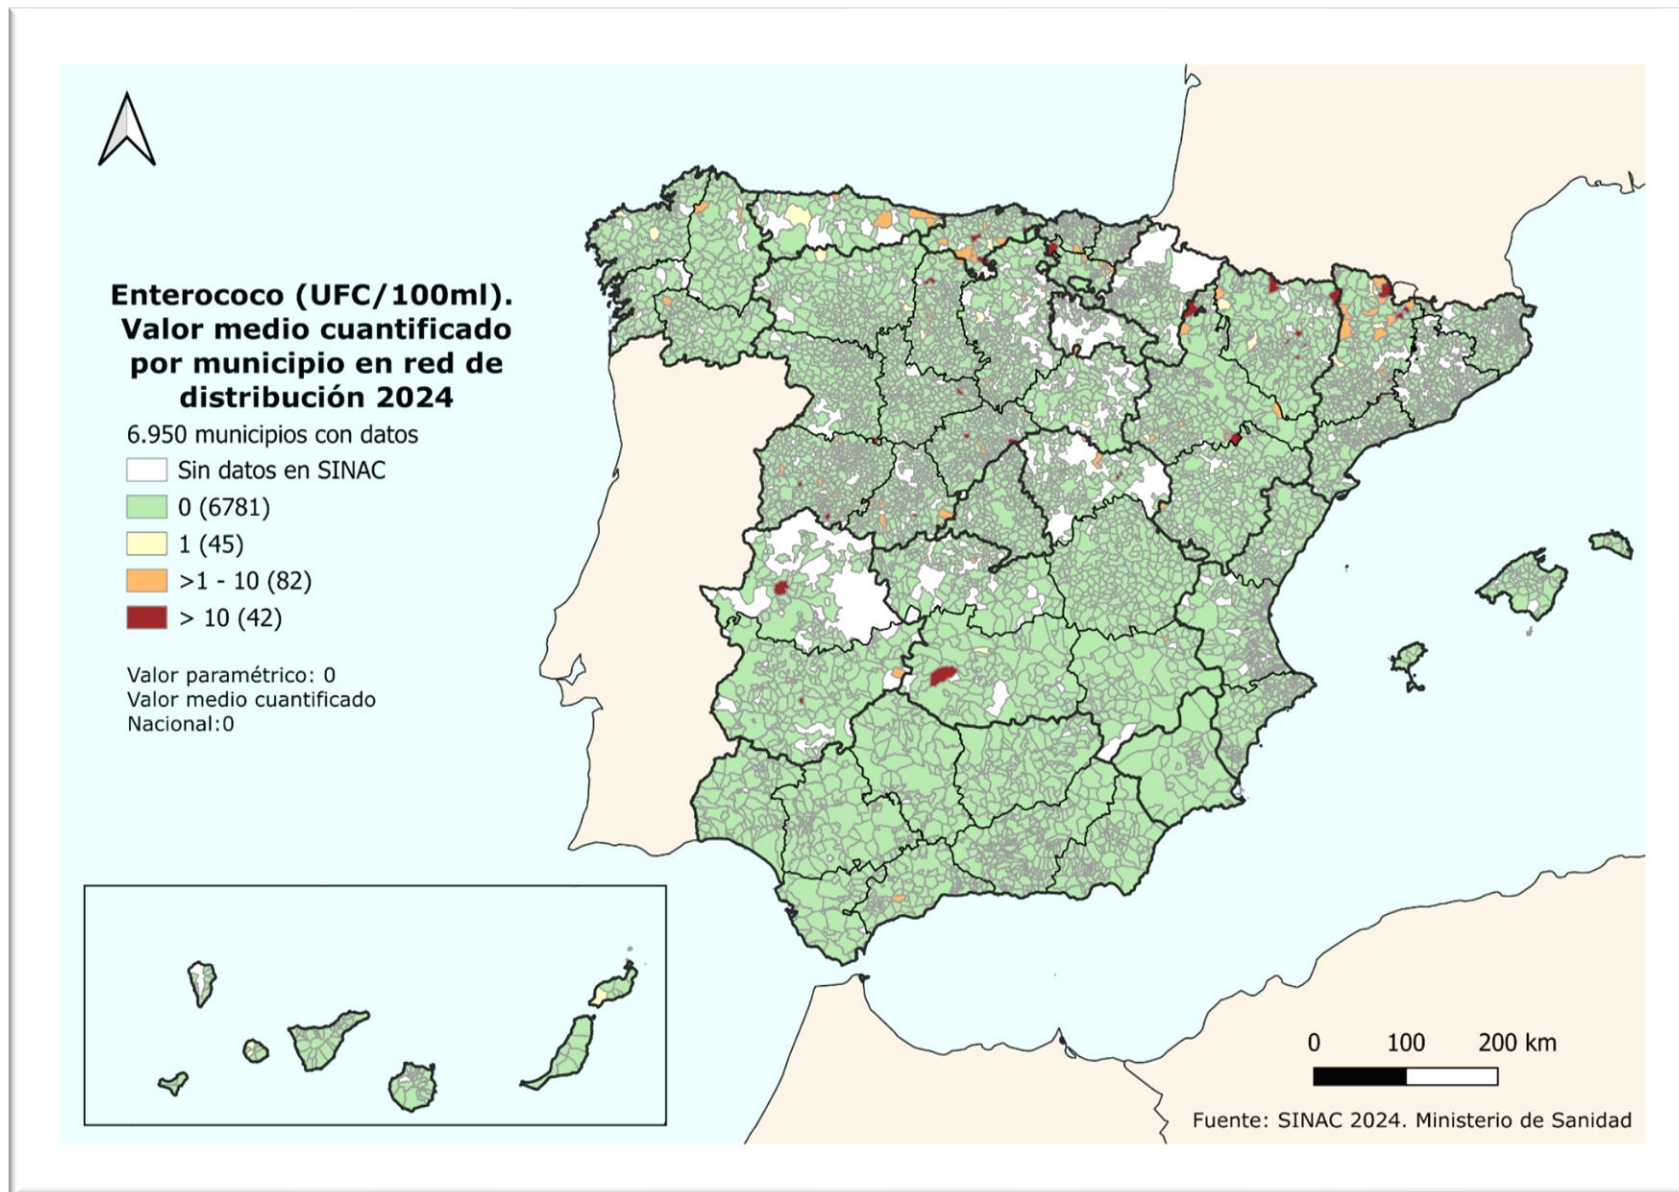 Enterococo (UFC/100ml).
Valor medio cuantificado
por municipio en red de
distribución 2024
6.950 municipios con datos
Sin datos en SINAC
0 (6781)
1 (45)
>1 - 10 (82)
> 10 (42)
Valor paramétrico: 0
Valor medio cuantificado
Nacional:0
0 100 200 km
Fuente: SINAC 2024. Ministerio de Sanidad